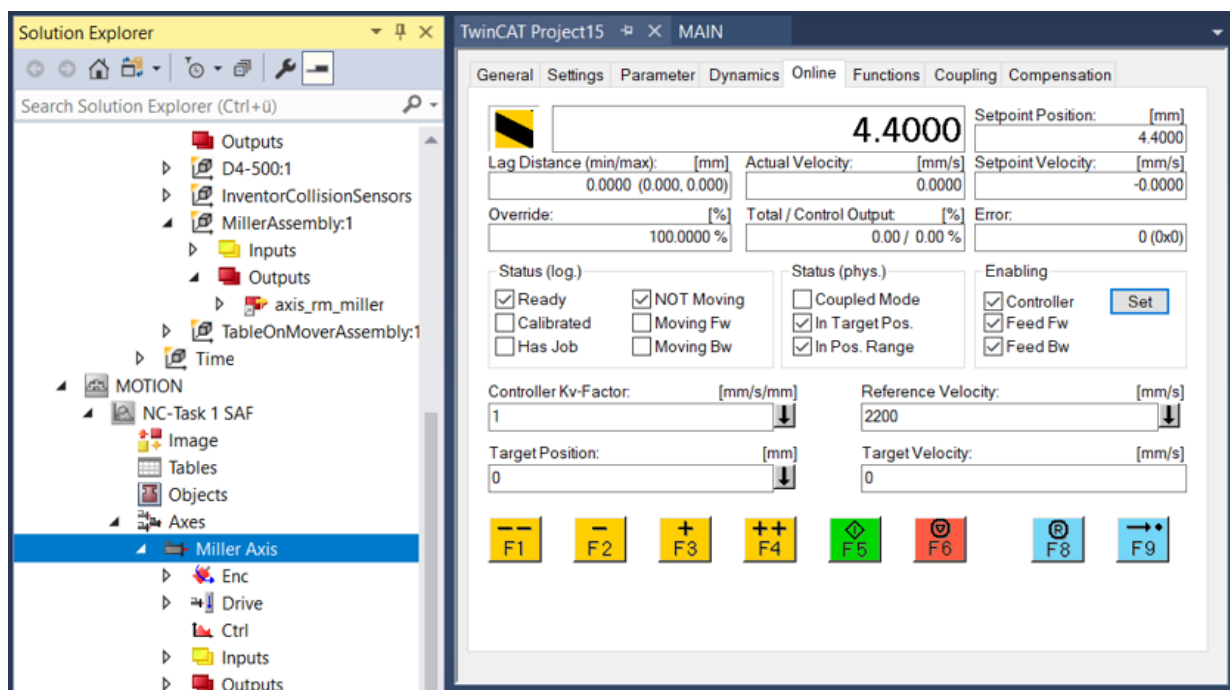 Solution Explorer
Search Solution Explorer (Ctrl+ü)
Outputs
D4-500:1
InventorCollisionSensors
MillerAssembly:1
Inputs
Outputs
axis_rm_miller
TableOnMoverAssembly:1
Time
MOTION
NC-Task 1 SAF
Image
Tables
Objects
Axes
Miller Axis
Enc
Drive
Ctrl
Inputs
Outputs
TwinCAT Project15 MAIN
General Settings Parameter Dynamics Online Functions Coupling Compensation
4.4000
Setpoint Position: [mm]
4.4000
Lag Distance (min/max): [mm] Actual Velocity: [mm/s] Setpoint Velocity: [mm/s]
0.0000 (0.000, 0.000) 0.0000 -0.0000
Override: [%] Total / Control Output: [%] Error:
100.0000 % 0.00 / 0.00 % 0 (0x0)
Status (log.) Status (phys.) Enabling
Ready NOT Moving Coupled Mode Controller Set
Calibrated Moving Fw In Target Pos. Feed Fw
Has Job Moving Bw In Pos. Range Feed Bw
Controller Kv-Factor: [mm/s/mm] Reference Velocity: [mm/s]
1 2200
Target Position: [mm] Target Velocity: [mm/s]
0 0
-- - + ++ R
F1 F2 F3 F4 F5 F6 F8 F9